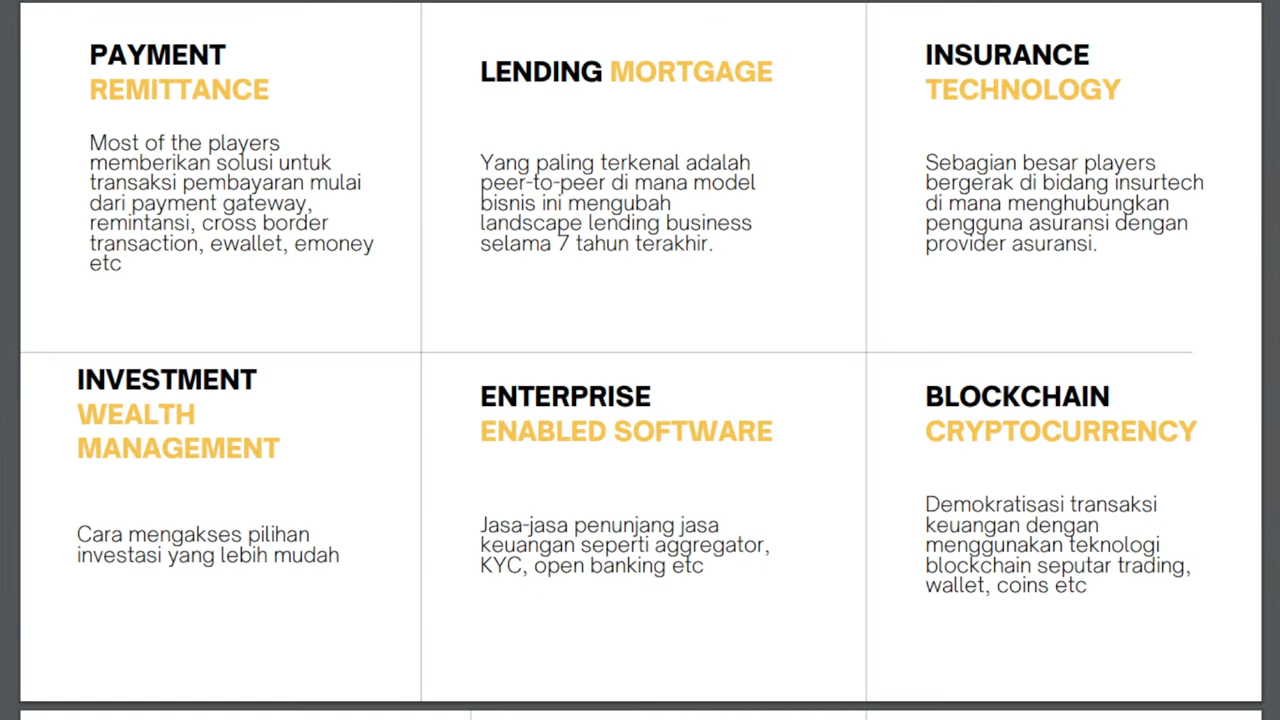 PAYMENT
REMITTANCE
Most of the players
memberikan solusi untuk
transaksi pembayaran mulai
dari payment gateway,
remintansi, cross border
transaction, ewallet, emoney
etc
LENDING MORTGAGE
Yang paling terkenal adalah
peer-to-peer di mana model
bisnis ini mengubah
landscape lending business
selama 7 tahun terakhir.
INSURANCE
TECHNOLOGY
Sebagian besar players
bergerak di bidang insurtech
di mana menghubungkan
pengguna asuransi dengan
provider asuransi.
INVESTMENT
WEALTH
MANAGEMENT
Cara mengakses pilihan
investasi yang lebih mudah
ENTERPRISE
ENABLED SOFTWARE
Jasa-jasa penunjang jasa
keuangan seperti aggregator,
KYC, open banking etc
BLOCKCHAIN
CRYPTOCURRENCY
Demokratisasi transaksi
keuangan dengan
menggunakan teknologi
blockchain seputar trading,
wallet, coins etc